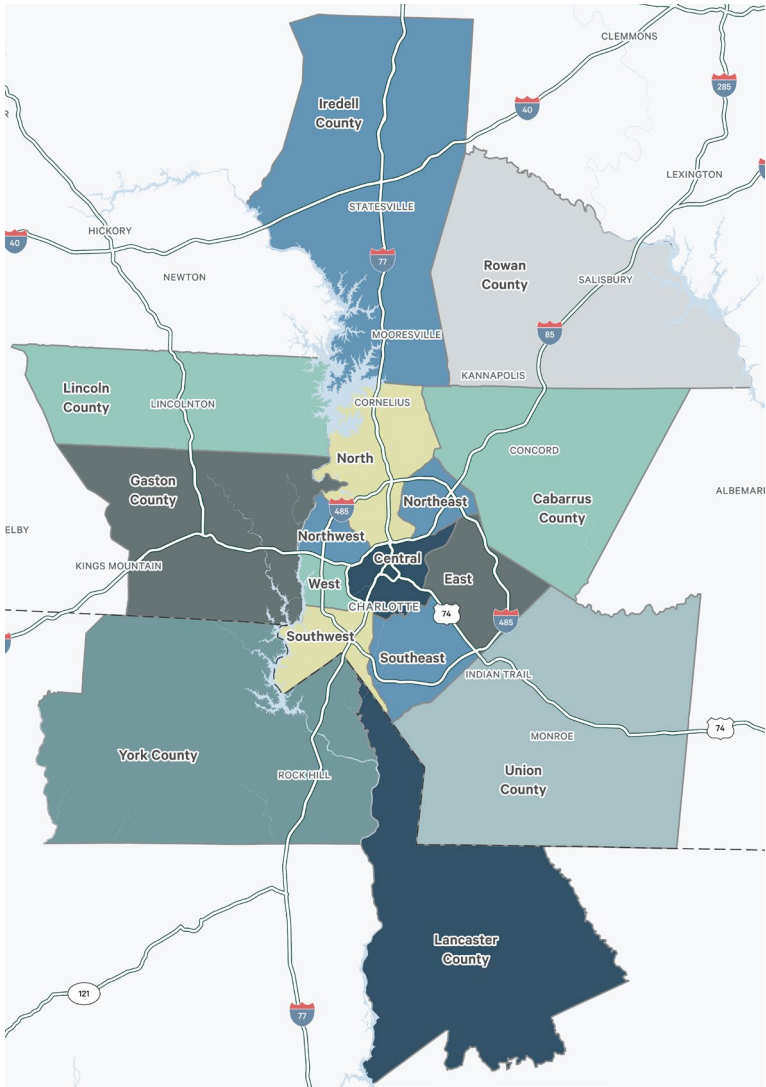 CLEMMONS
285
Iredell
County
40
LEXINGTON
STATESVILLE
HICKORY
40
77
Rowan
County
NEWTON
SALISBURY
MOORESVILLE
85
KANNAPOLIS
Lincoln
County
LINCOLNTON
CORNELIUS
CONCORD
North
Gaston
County
ALBEMARL
Northeast
Cabarrus
County
485
ELBY
Northwest
Central
KINGS MOUNTAIN
West
East
CHARLOTTE
74
485
Southwest
Southeast
INDIAN TRAIL
74
MONROE
York County
ROCK HILL
Union
County
Lancaster
County
121
77